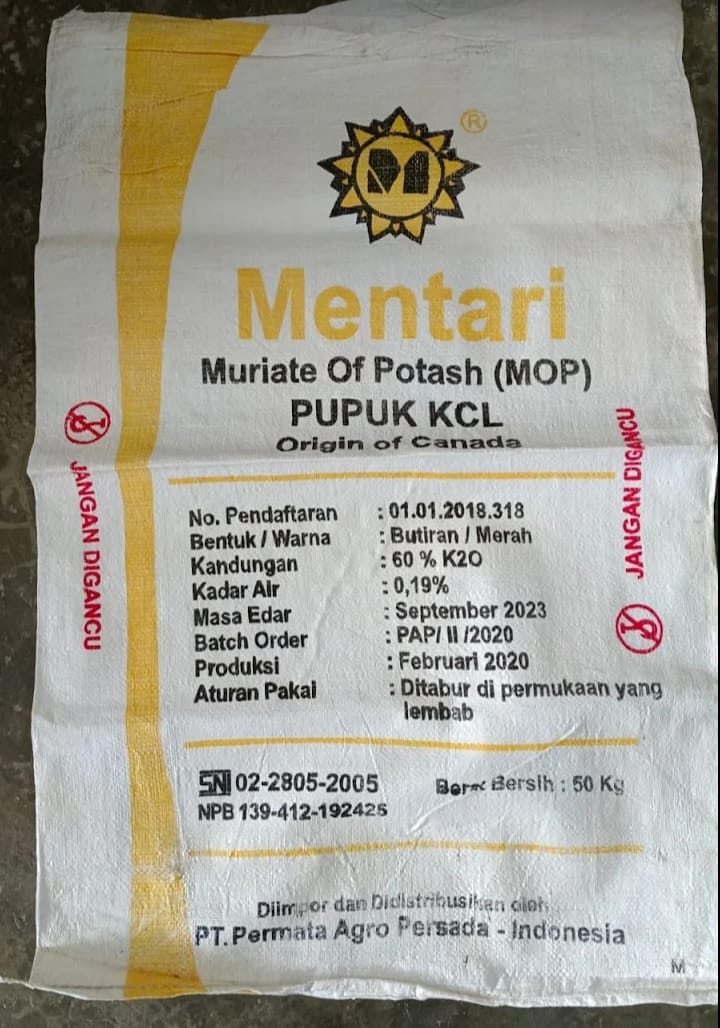 ®
M
Mentari
Muriate Of Potash (MOP)
PUPUK KCL
Origin of Canada
JANGAN DIGANCU
JANGAN DIGANCU
No. Pendaftaran : 01.01.2018.318
Bentuk / Warna : Butiran / Merah
Kandungan : 60 % K2O
Kadar Air : 0,19%
Masa Edar : September 2023
Batch Order : PAP/ II /2020
Produksi : Februari 2020
Aturan Pakai : Ditabur di permukaan yang
lembab
SNI 02-2805-2005 Berat Bersih : 50 Kg
NPB 139-412-192425
Diimpor dan Didistribusikan oleh
PT. Permata Agro Persada - Indonesia
M